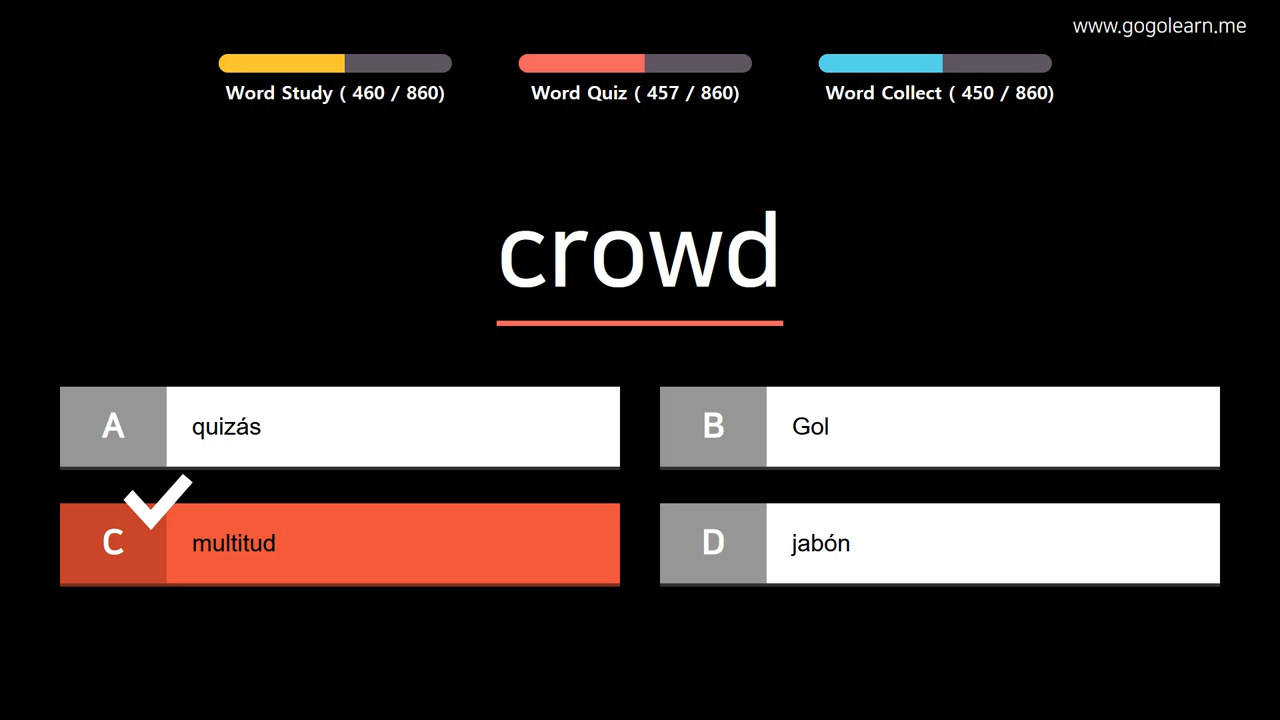 www.gogolearn.me
Word Study ( 460 / 860)
Word Quiz ( 457 / 860)
Word Collect ( 450 / 860)
crowd
A quizás
B Gol
C multitud
D jabón